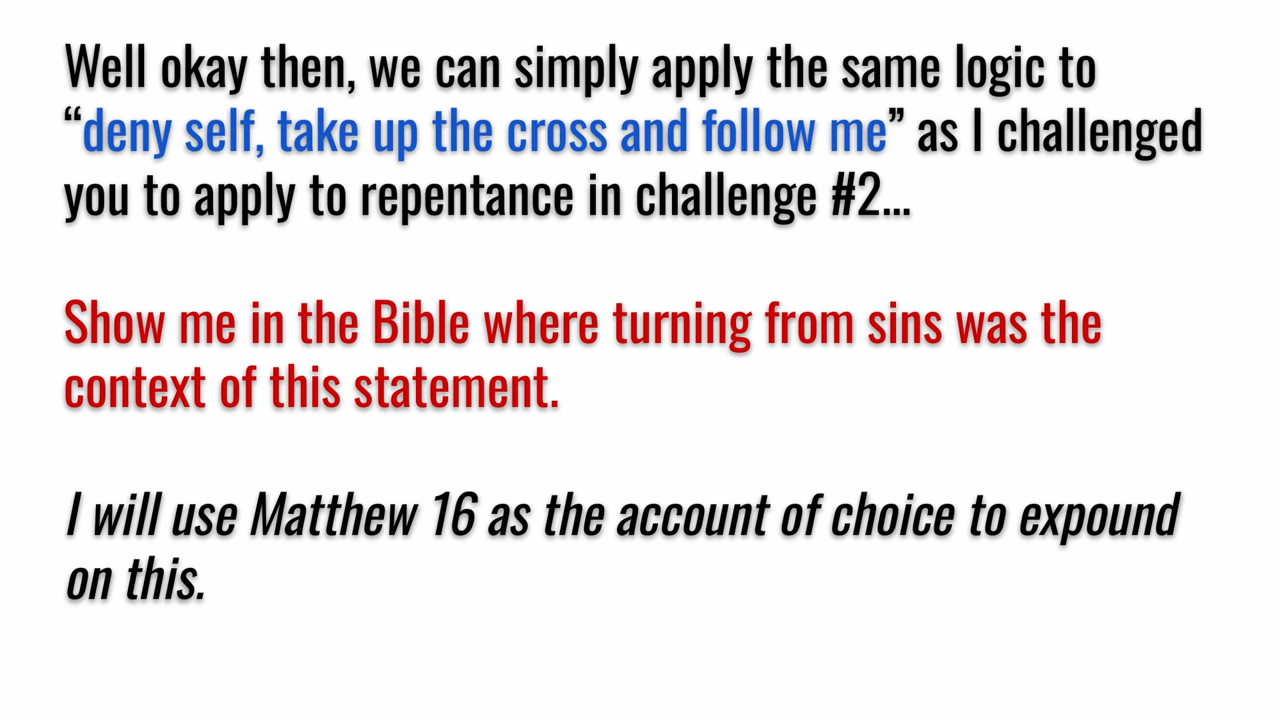 Well okay then, we can simply apply the same logic to
“deny self, take up the cross and follow me” as I challenged
you to apply to repentance in challenge #2...
Show me in the Bible where turning from sins was the
context of this statement.
I will use Matthew 16 as the account of choice to expound
on this.